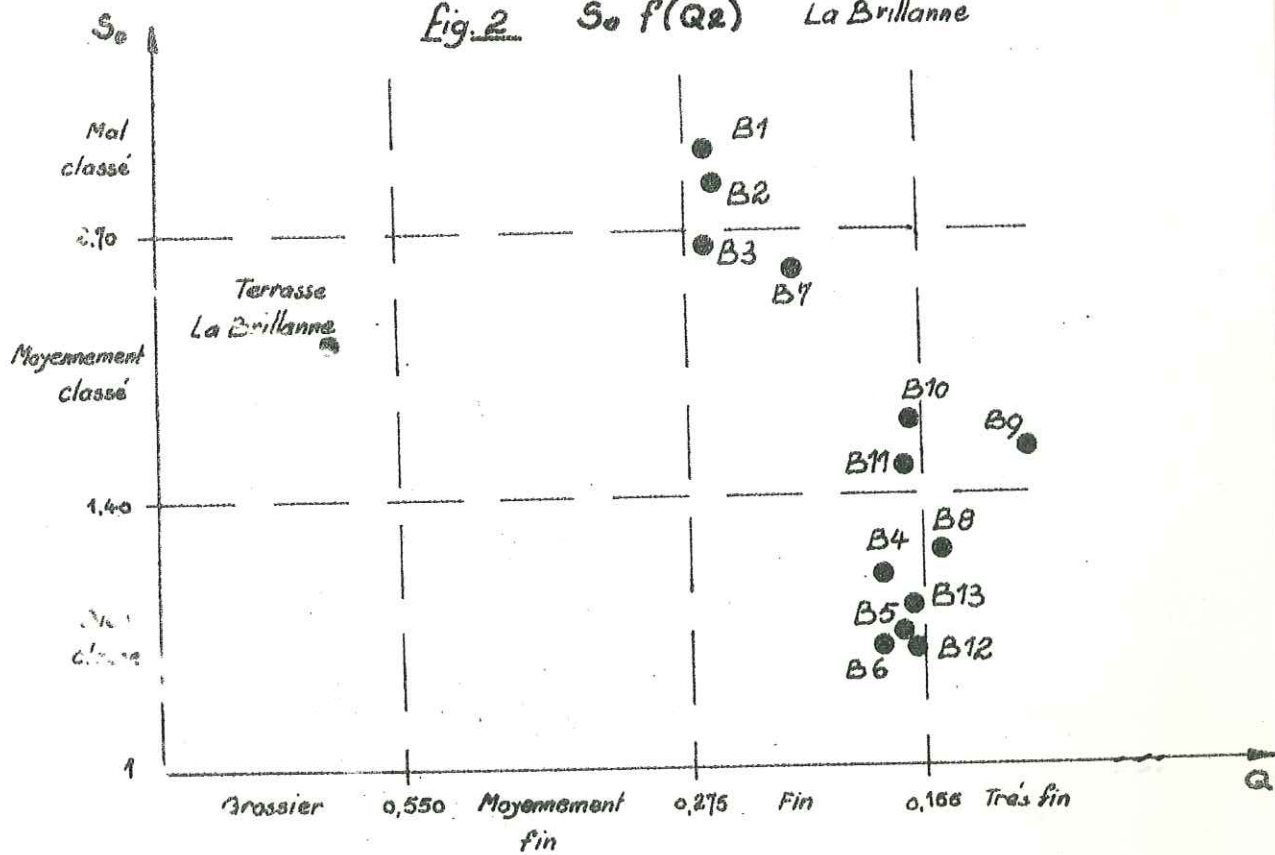 Fig. 2 So f(Q2) La Brillanne
So
Mal
classé
B1
B2
B3
B7
Terrasse
La Brillanne
Moyennement
classé
B10
B9
B11
1,40
B8
B4
B13
B5
B12
B6
1
Q
Grossier 0,550 Moyennement 0,275 Fin 0,166 Trés fin
fin